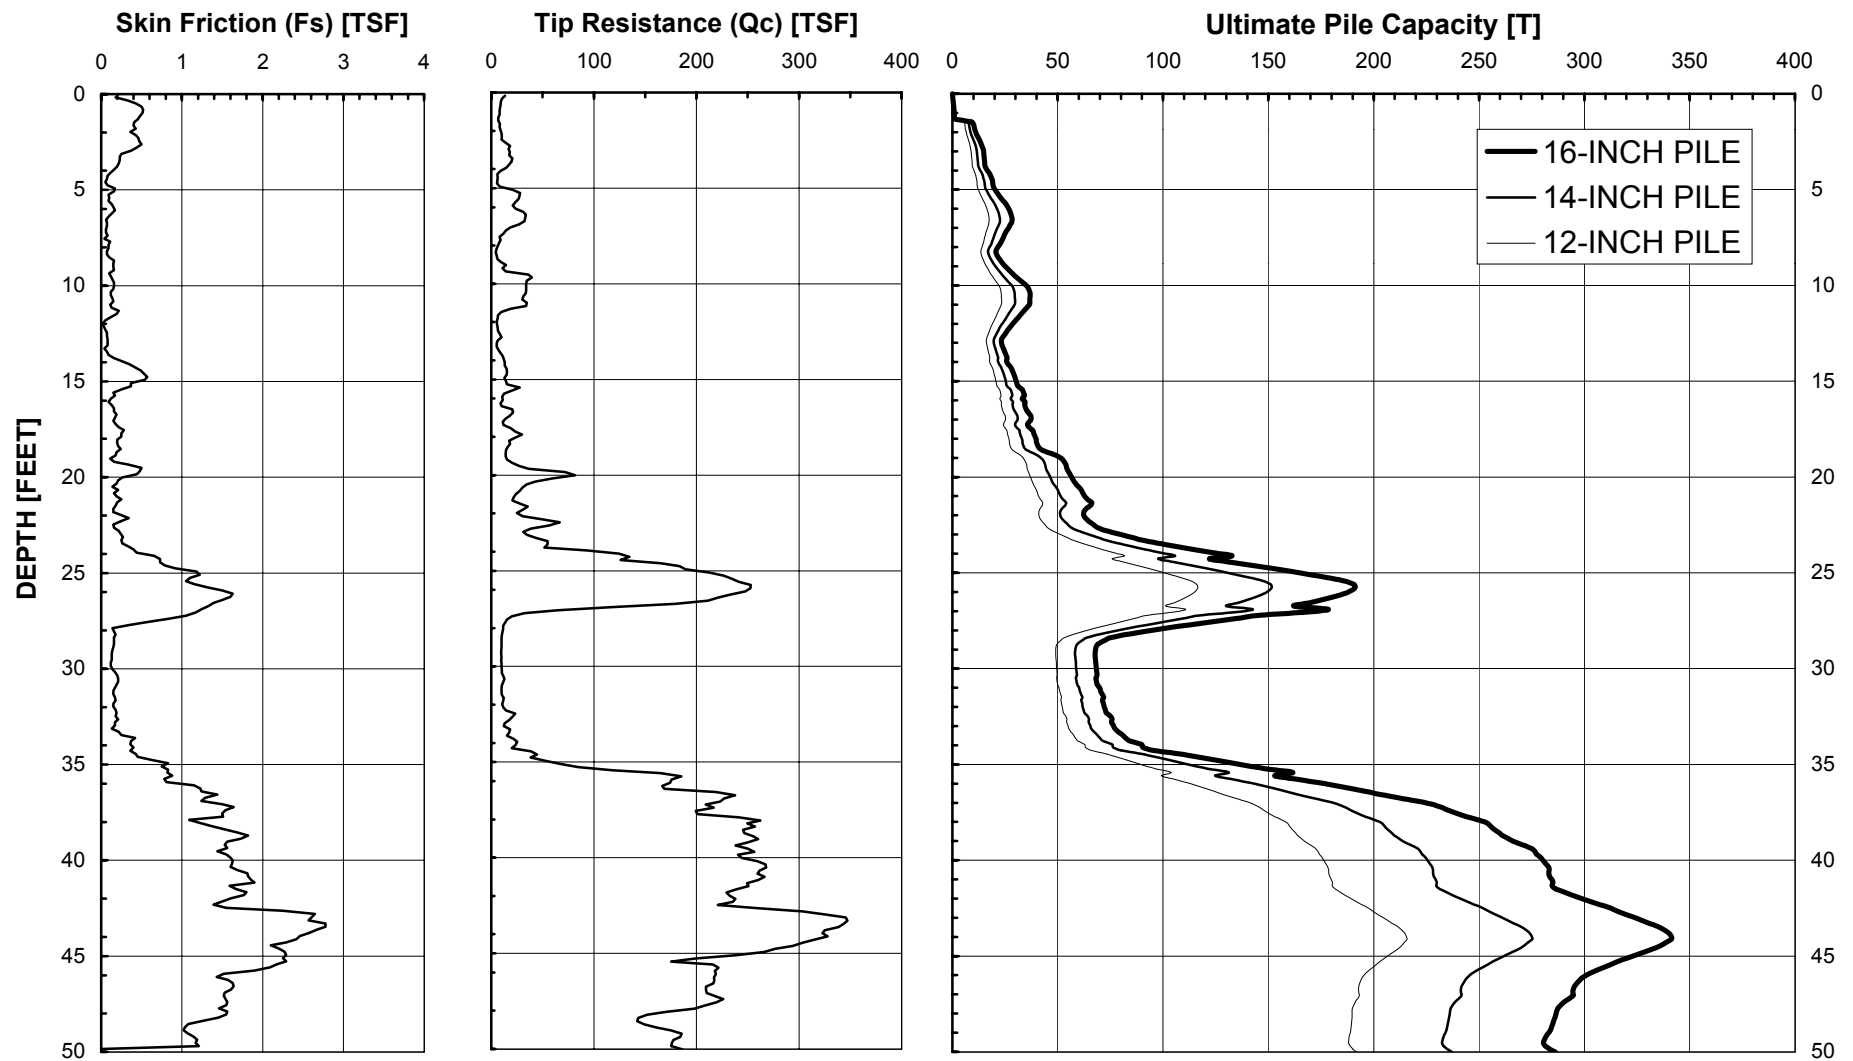 Skin Friction (Fs) [TSF]
Tip Resistance (Qc) [TSF]
Ultimate Pile Capacity [T]
0 1 2 3 4
0 100 200 300 400
0 50 100 150 200 250 300 350 400
DEPTH [FEET]
0
5
10
15
20
25
30
35
40
45
50
16-INCH PILE
14-INCH PILE
12-INCH PILE
0
5
10
15
20
25
30
35
40
45
50